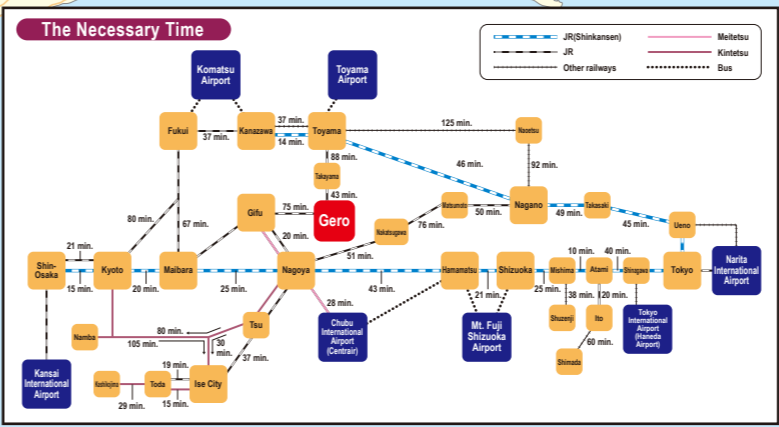 The Necessary Time
JR(Shinkansen)
JR
Other railways
Meitetsu
Kintetsu
Bus
Komatsu
Airport
Toyama
Airport
Fukui
37 min.
Kanazawa
37 min.
14 min.
Toyama
125 min.
Naoetsu
88 min.
46 min.
92 min.
Takayama
43 min.
80 min.
67 min.
Gifu
75 min.
Gero
20 min.
Nakatsugawa
76 min.
Matsumoto
50 min.
Nagano
49 min.
Takasaki
45 min.
Ueno
51 min.
21 min.
Shin-
Osaka
15 min.
Kyoto
20 min.
Maibara
25 min.
Nagoya
43 min.
Hamamatsu
21 min.
Shizuoka
25 min.
Mishima
10 min.
Atami
40 min.
Shinagawa
Tokyo
Narita
International
Airport
38 min.
20 min.
28 min.
Chubu
International
Airport
(Centrair)
Mt. Fuji
Shizuoka
Airport
Shuzenji
Ito
60 min.
Shimada
Tokyo
International
Airport
(Haneda
Airport)
Namba
80 min.
105 min.
30
min.
Tsu
37 min.
Kansai
International
Airport
19 min.
Toda
Ise City
29 min.
15 min.